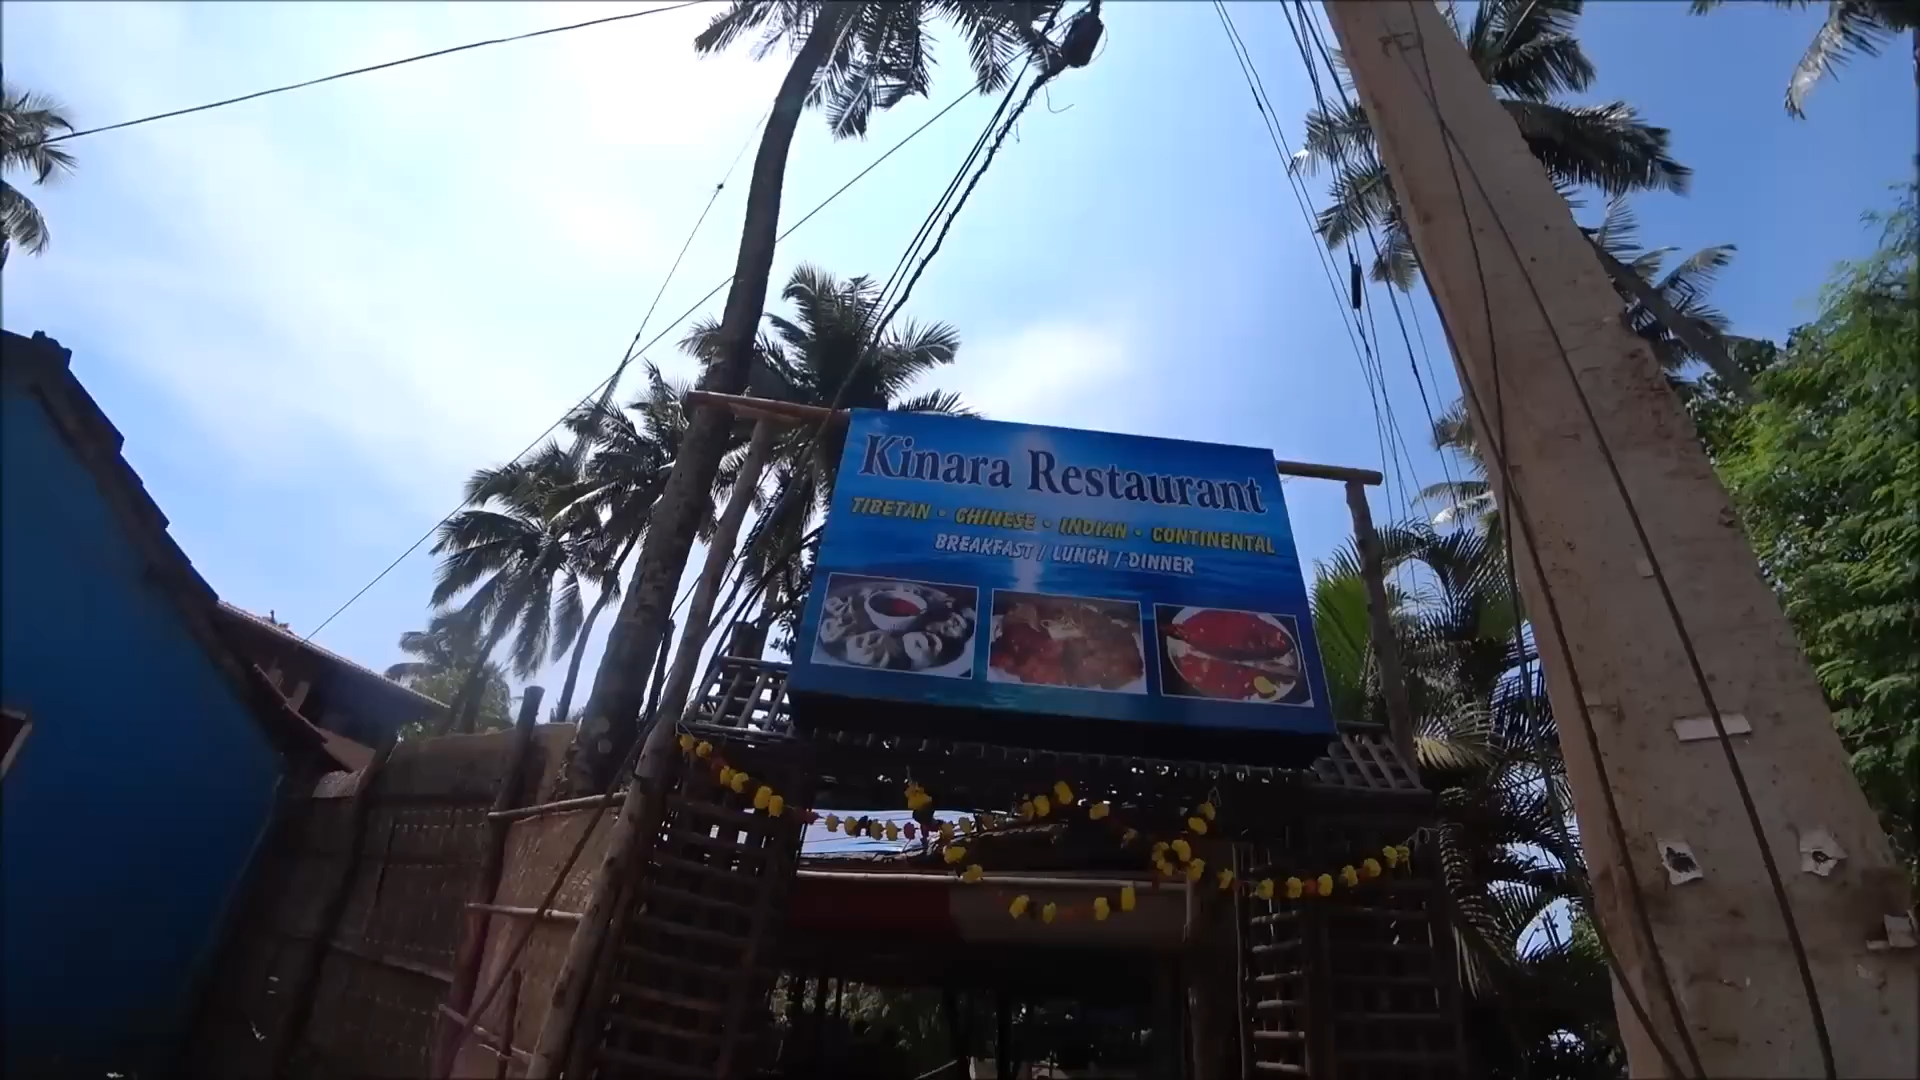 Kinara Restaurant
TIBETAN • CHINESE • INDIAN • CONTINENTAL
BREAKFAST / LUNCH / DINNER